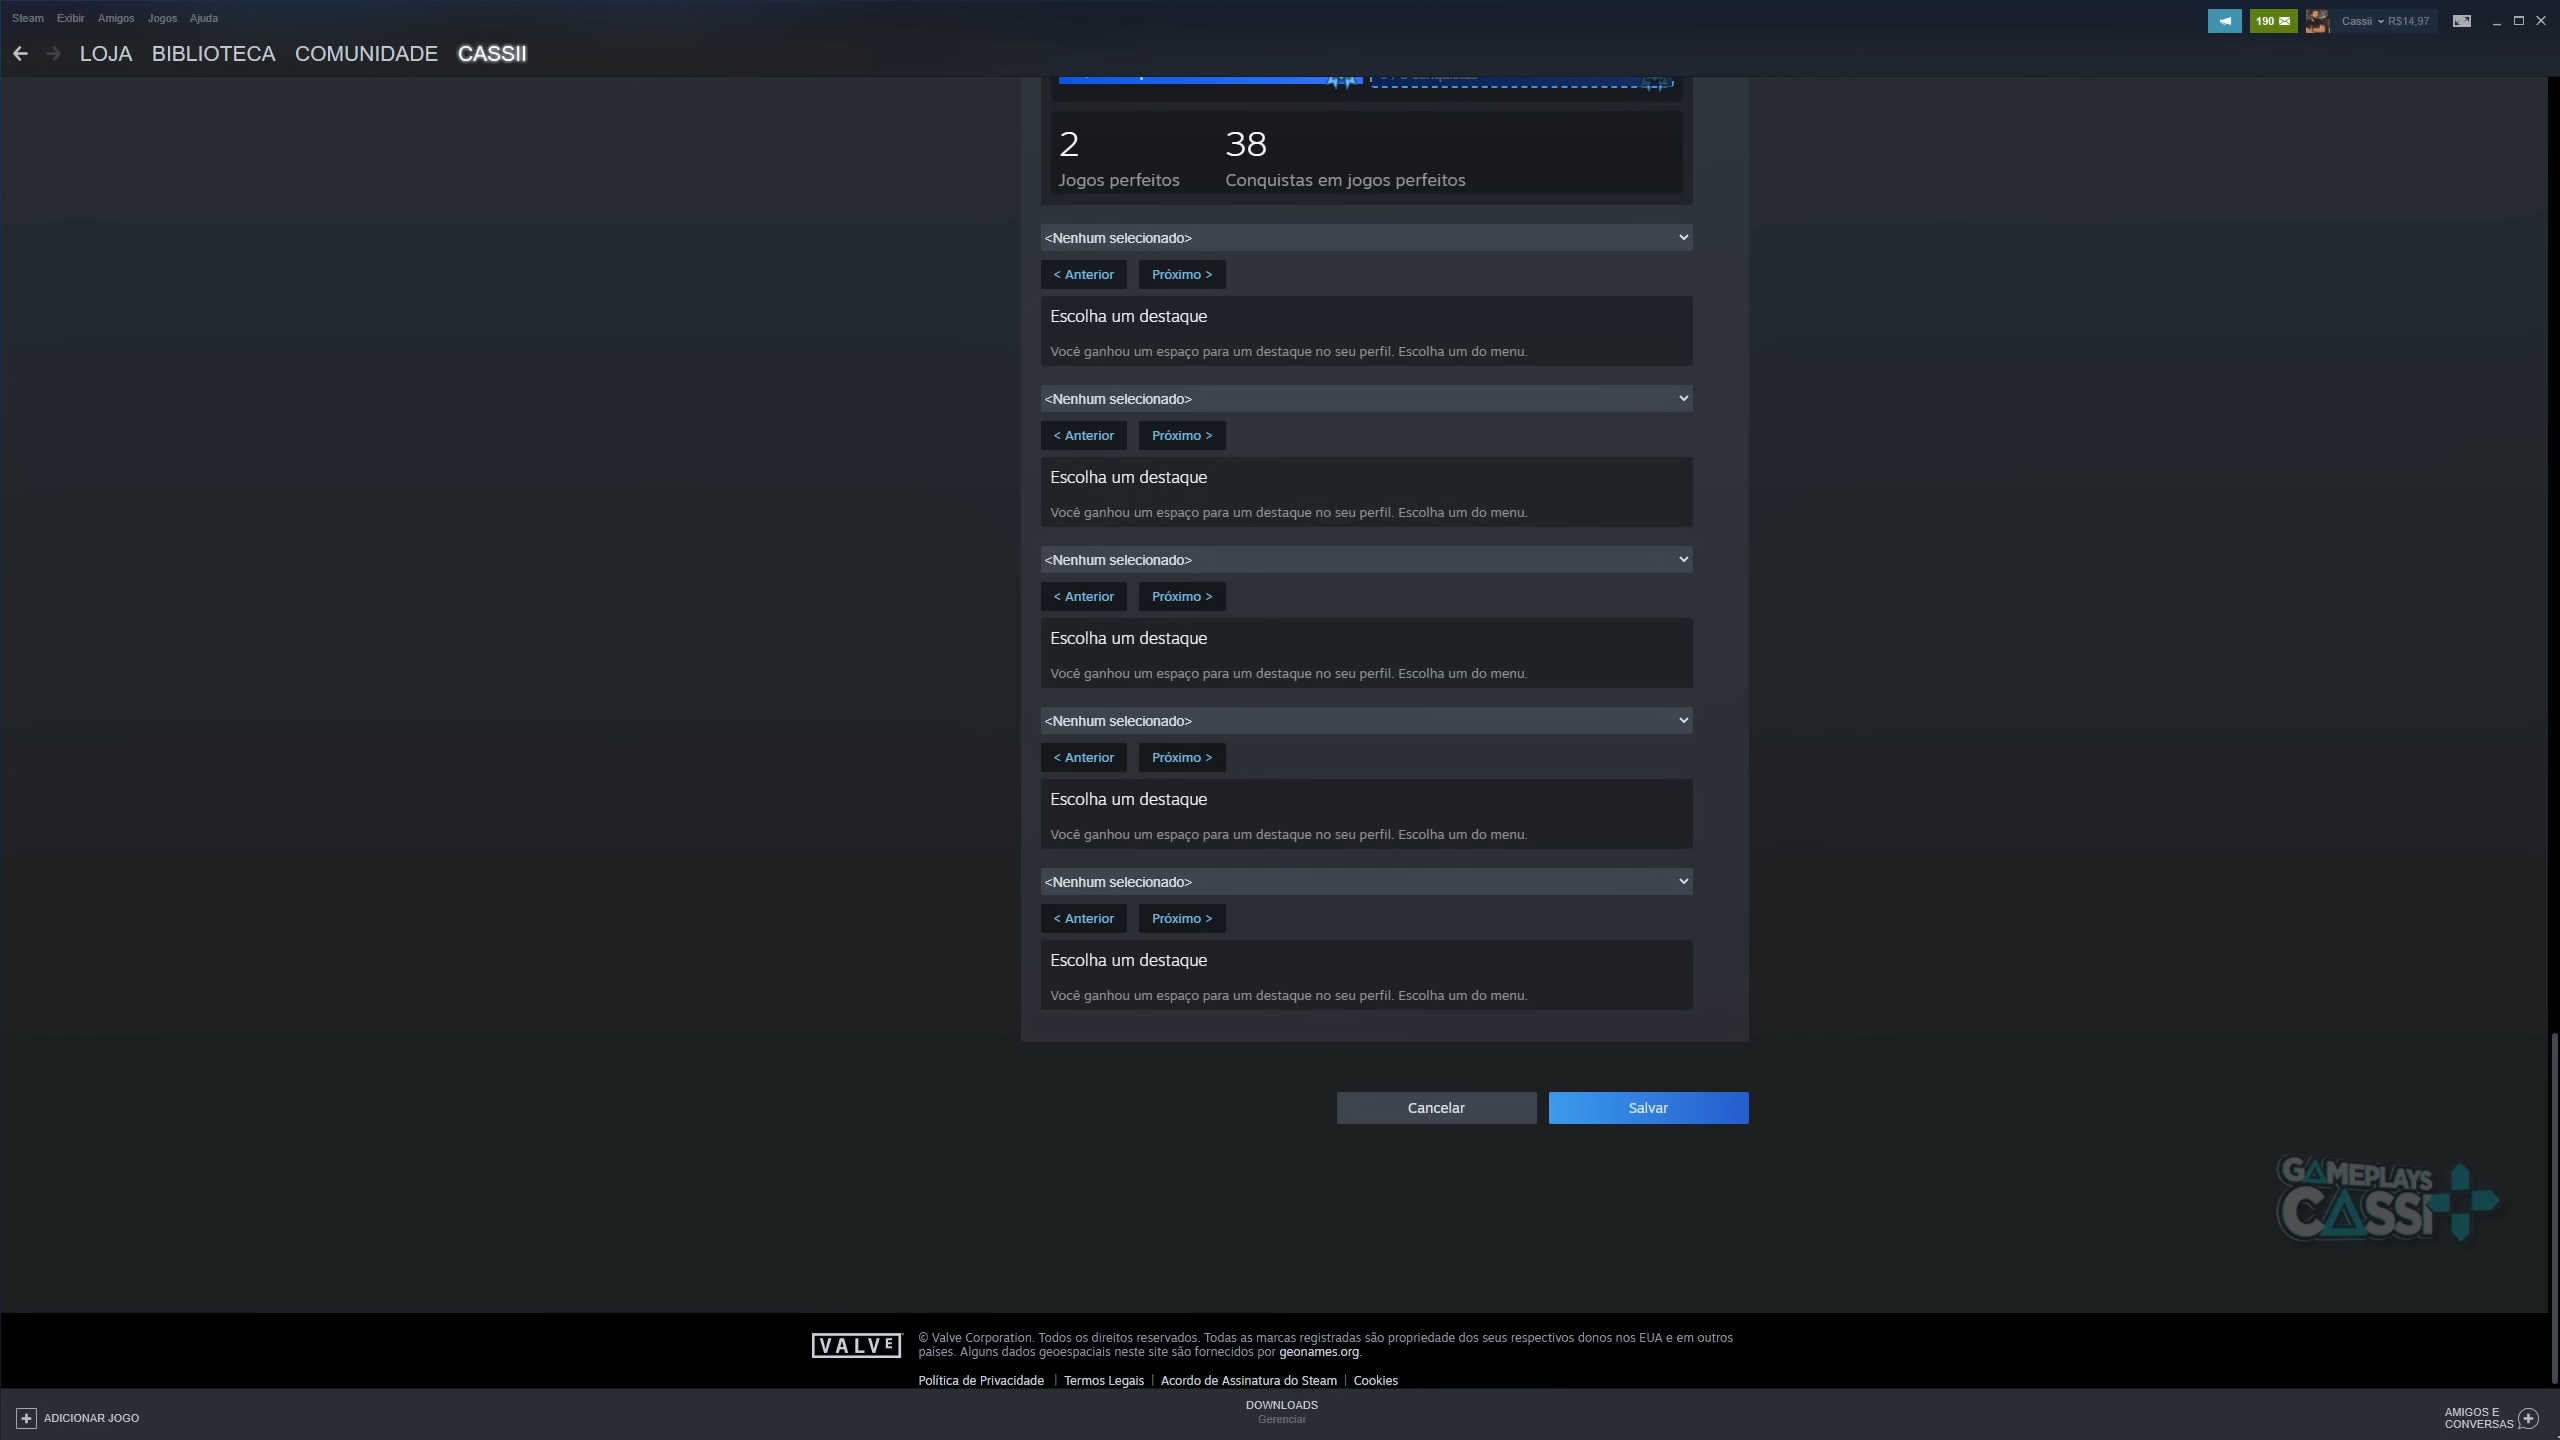 Steam Exibir Amigos Jogos Ajuda
190 Cassii R$14,97
LOJA BIBLIOTECA COMUNIDADE CASSII
2 38
Jogos perfeitos Conquistas em jogos perfeitos
<Nenhum selecionado>
< Anterior Próximo >
Escolha um destaque
Você ganhou um espaço para um destaque no seu perfil. Escolha um do menu.
<Nenhum selecionado>
< Anterior Próximo >
Escolha um destaque
Você ganhou um espaço para um destaque no seu perfil. Escolha um do menu.
<Nenhum selecionado>
< Anterior Próximo >
Escolha um destaque
Você ganhou um espaço para um destaque no seu perfil. Escolha um do menu.
<Nenhum selecionado>
< Anterior Próximo >
Escolha um destaque
Você ganhou um espaço para um destaque no seu perfil. Escolha um do menu.
<Nenhum selecionado>
< Anterior Próximo >
Escolha um destaque
Você ganhou um espaço para um destaque no seu perfil. Escolha um do menu.
Cancelar Salvar
GAMEPLAYS
CASSI
VALVE
© Valve Corporation. Todos os direitos reservados. Todas as marcas registradas são propriedade dos seus respectivos donos nos EUA e em outros
países. Alguns dados geoespaciais neste site são fornecidos por geonames.org.
Política de Privacidade | Termos Legais | Acordo de Assinatura do Steam | Cookies
ADICIONAR JOGO
DOWNLOADS
Gerenciar
AMIGOS E
CONVERSAS